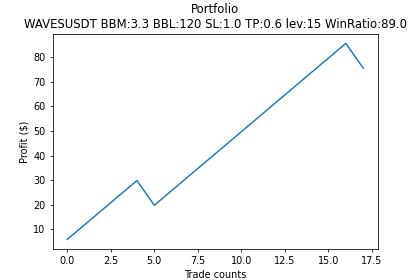 Portfolio
WAVESUSDT BBM:3.3 BBL:120 SL:1.0 TP:0.6 lev:15 WinRatio:89.0
Profit ($)
80
70
60
50
40
30
20
10
0.0 2.5 5.0 7.5 10.0 12.5 15.0 17.5
Trade counts